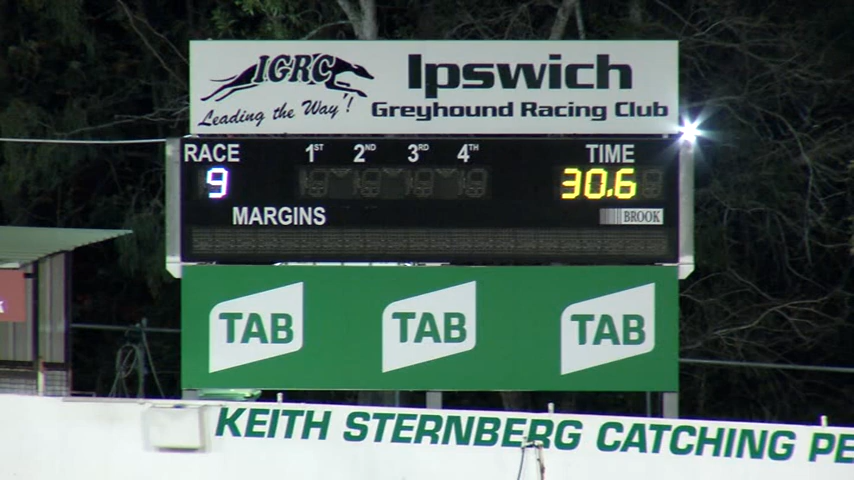 IGRC
Leading the Way!
Ipswich
Greyhound Racing Club
RACE 1ST 2ND 3RD 4TH TIME
9 30.6
MARGINS BROOK
TAB TAB TAB
KEITH STERNBERG CATCHING PE